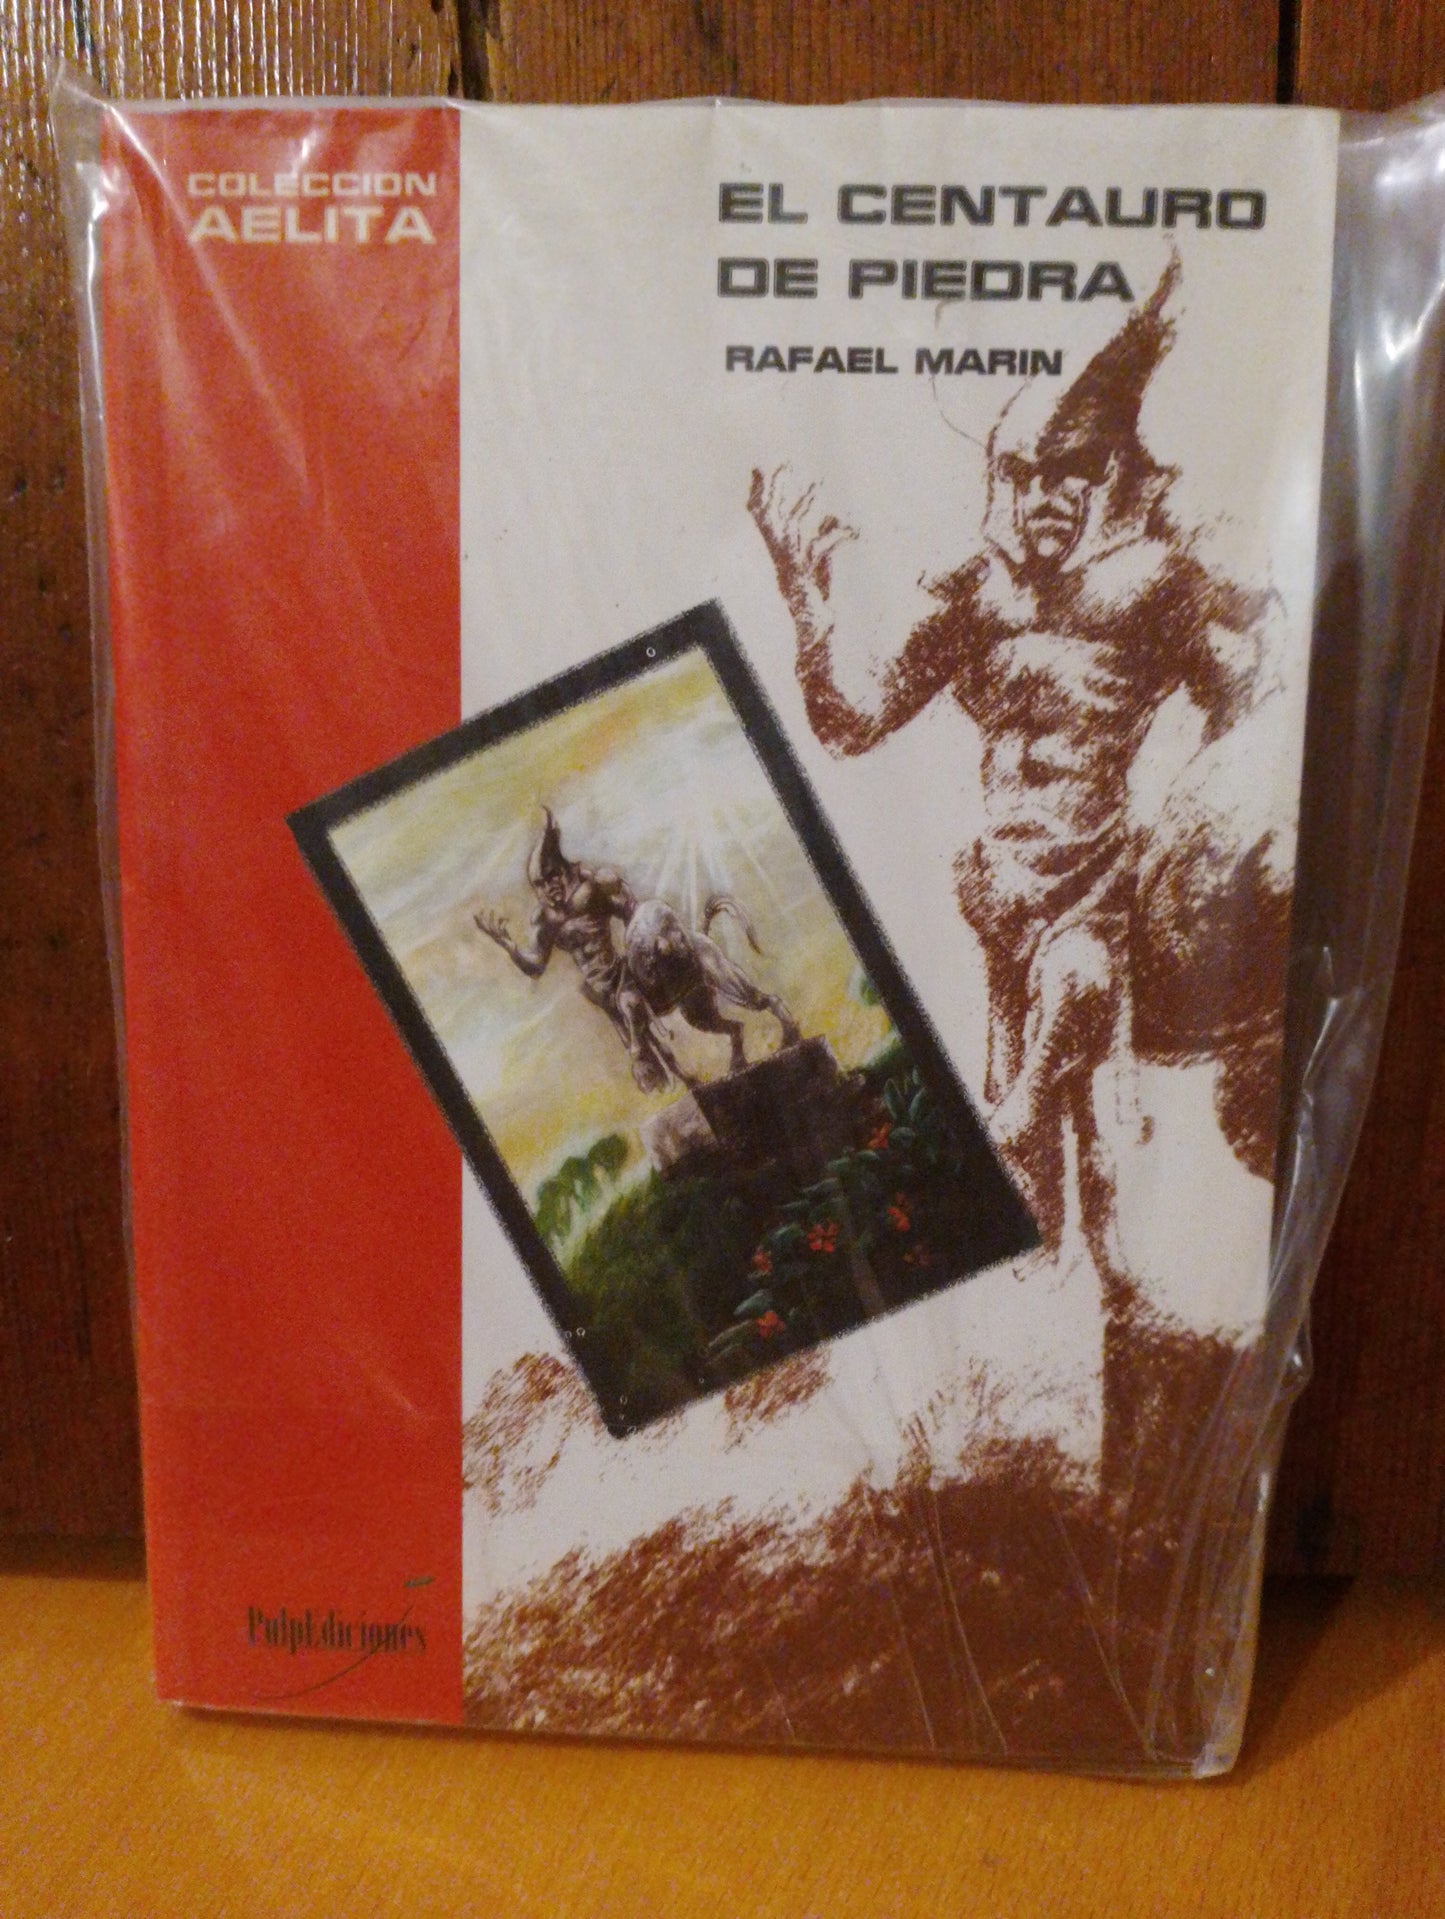 COLECCION
AELITA
EL CENTAURO
DE PIEDRA
RAFAEL MARIN
PulpEdiciones